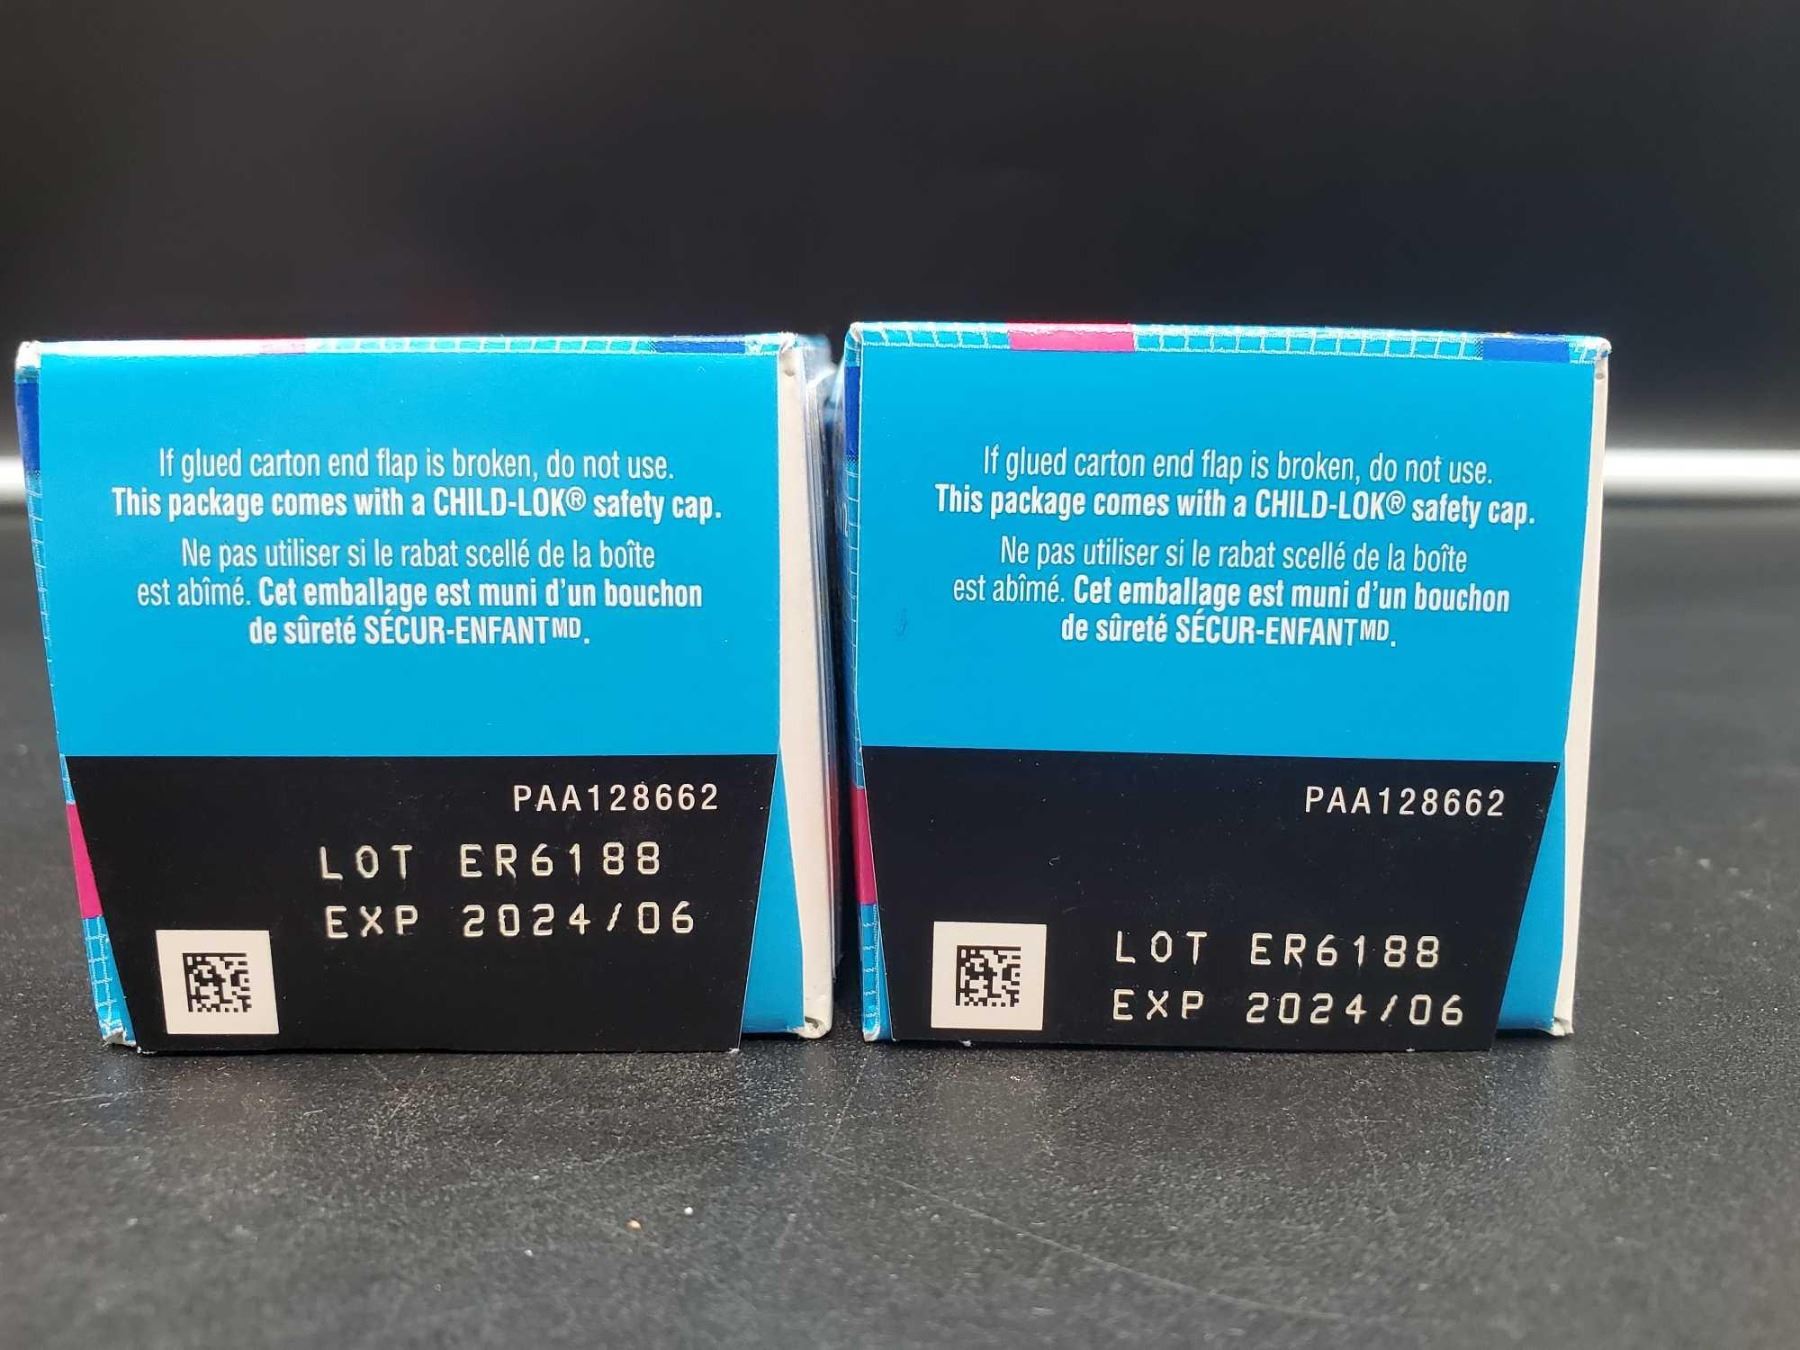 If glued carton end flap is broken, do not use.
This package comes with a CHILD-LOK® safety cap.
Ne pas utiliser si le rabat scellé de la boîte
est abîmé. Cet emballage est muni d'un bouchon
de sûreté SÉCUR-ENFANT MD.
PAA128662
LOT ER6188
EXP 2024/06
If glued carton end flap is broken, do not use.
This package comes with a CHILD-LOK® safety cap.
Ne pas utiliser si le rabat scellé de la boîte
est abîmé. Cet emballage est muni d'un bouchon
de sûreté SÉCUR-ENFANT MD.
PAA128662
LOT ER6188
EXP 2024/06